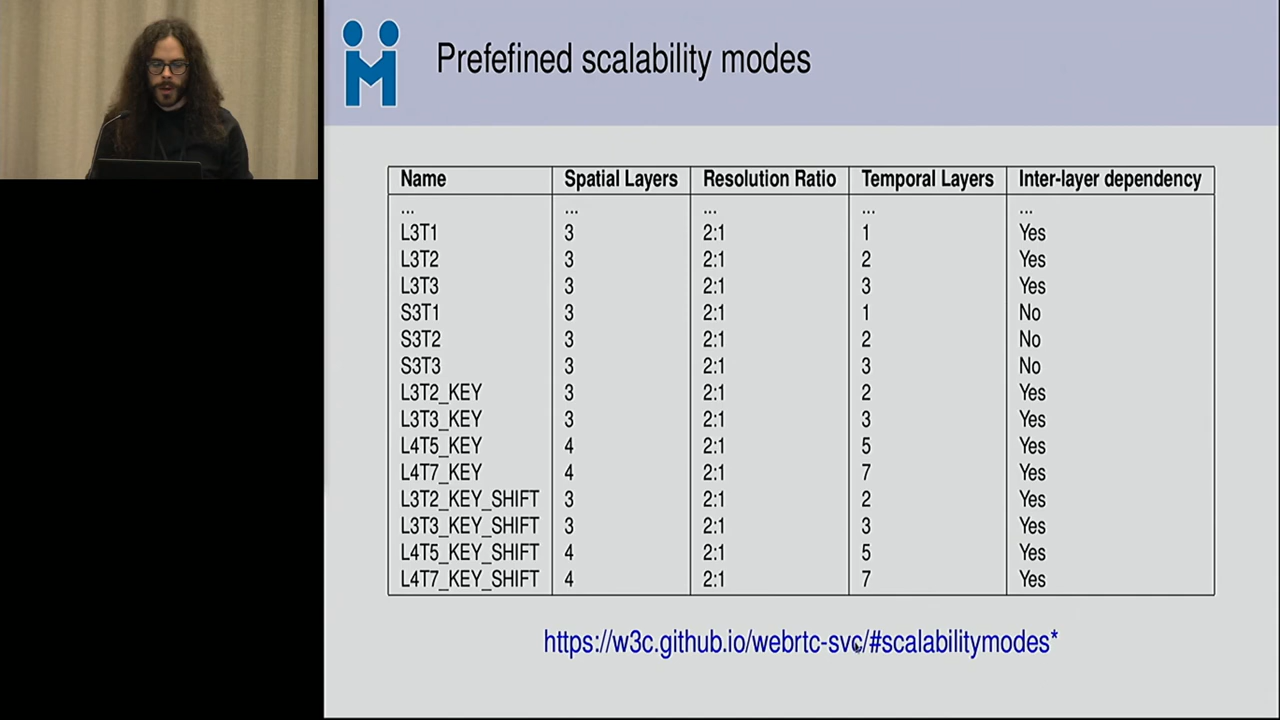 Prefefined scalability modes
Name Spatial Layers Resolution Ratio Temporal Layers Inter-layer dependency
... ... ... ... ...
L3T1 3 2:1 1 Yes
L3T2 3 2:1 2 Yes
L3T3 3 2:1 3 Yes
S3T1 3 2:1 1 No
S3T2 3 2:1 2 No
S3T3 3 2:1 3 No
L3T2_KEY 3 2:1 2 Yes
L3T3_KEY 3 2:1 3 Yes
L4T5_KEY 4 2:1 5 Yes
L4T7_KEY 4 2:1 7 Yes
L3T2_KEY_SHIFT 3 2:1 2 Yes
L3T3_KEY_SHIFT 3 2:1 3 Yes
L4T5_KEY_SHIFT 4 2:1 5 Yes
L4T7_KEY_SHIFT 4 2:1 7 Yes
https://w3c.github.io/webrtc-svc/#scalabilitymodes*